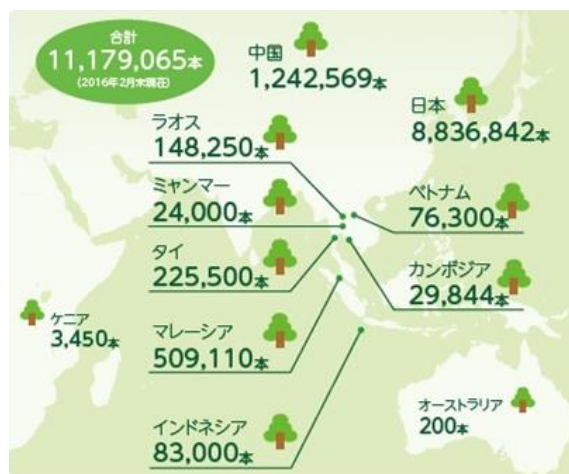 合計
11,179,065本
(2016年2月末現在)
中国
1,242,569本
日本
8,836,842本
ラオス
148,250本
ミャンマー
24,000本
ベトナム
76,300本
タイ
225,500本
カンボジア
29,844本
ケニア
3,450本
マレーシア
509,110本
オーストラリア
200本
インドネシア
83,000本